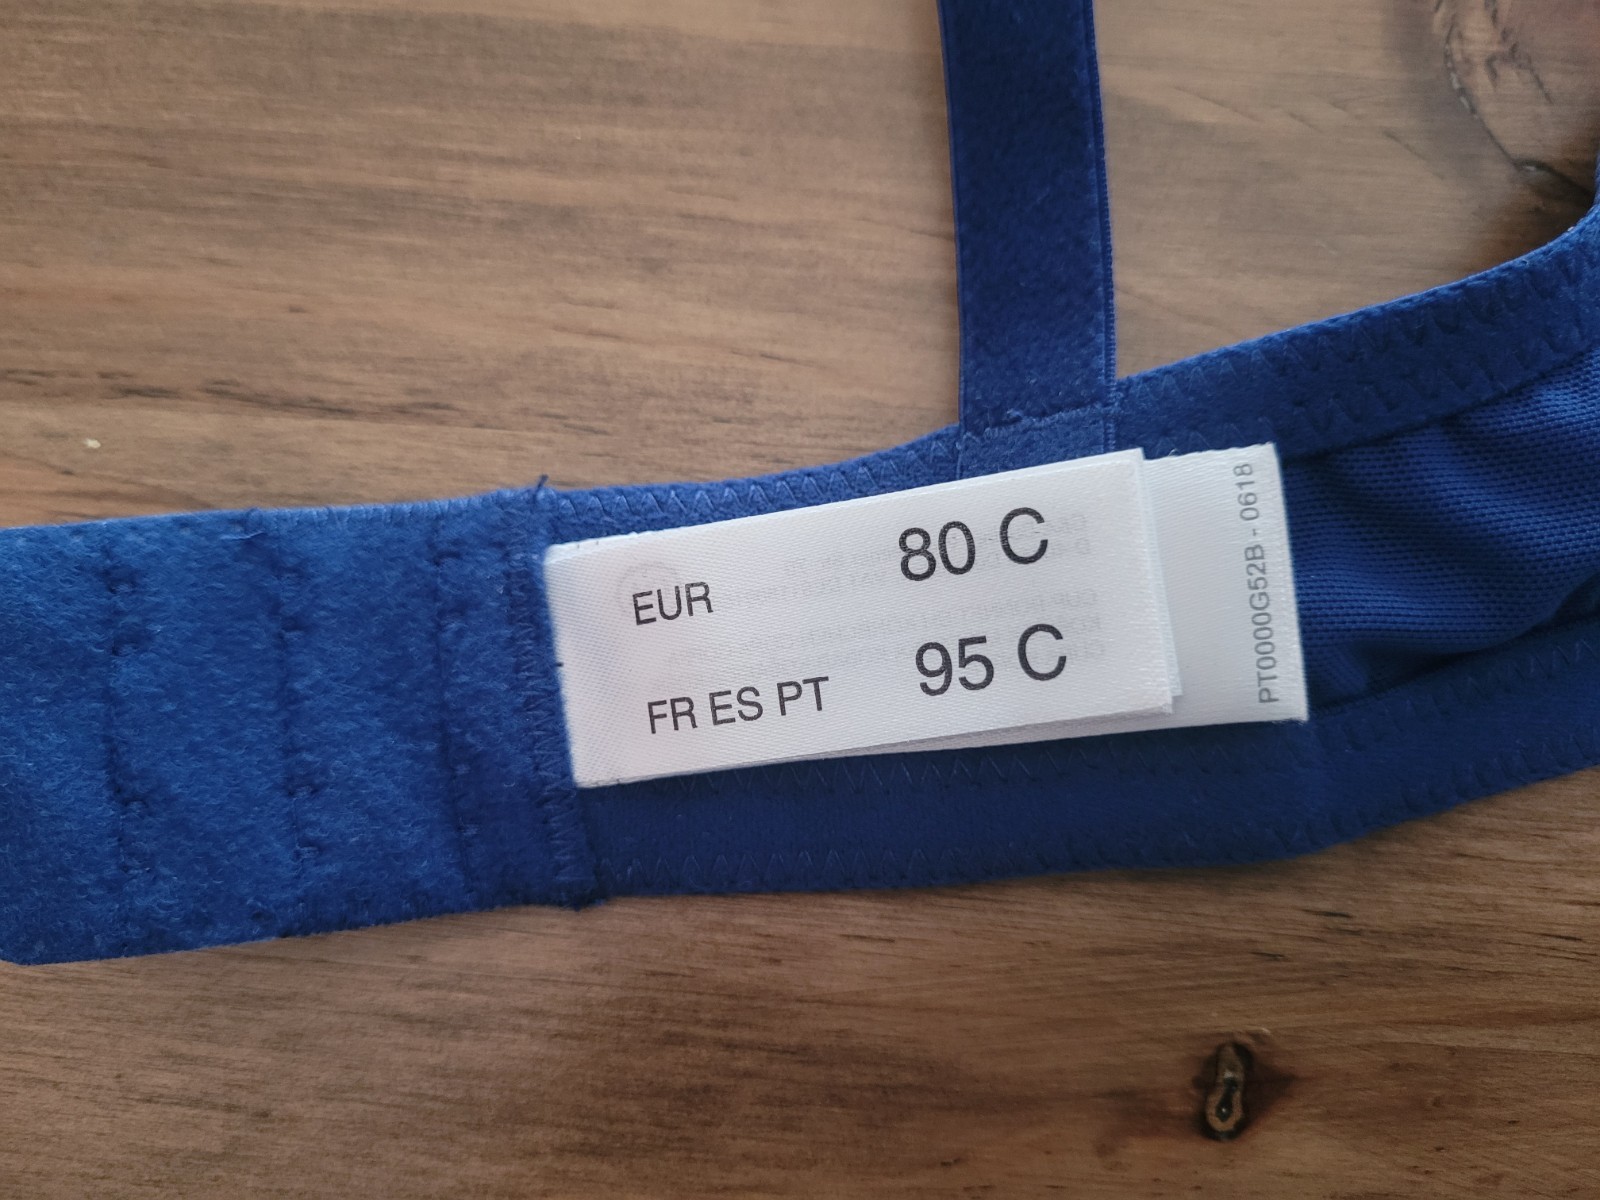 EUR 80 C
FR ES PT 95 C
PT0000G52B - 0618